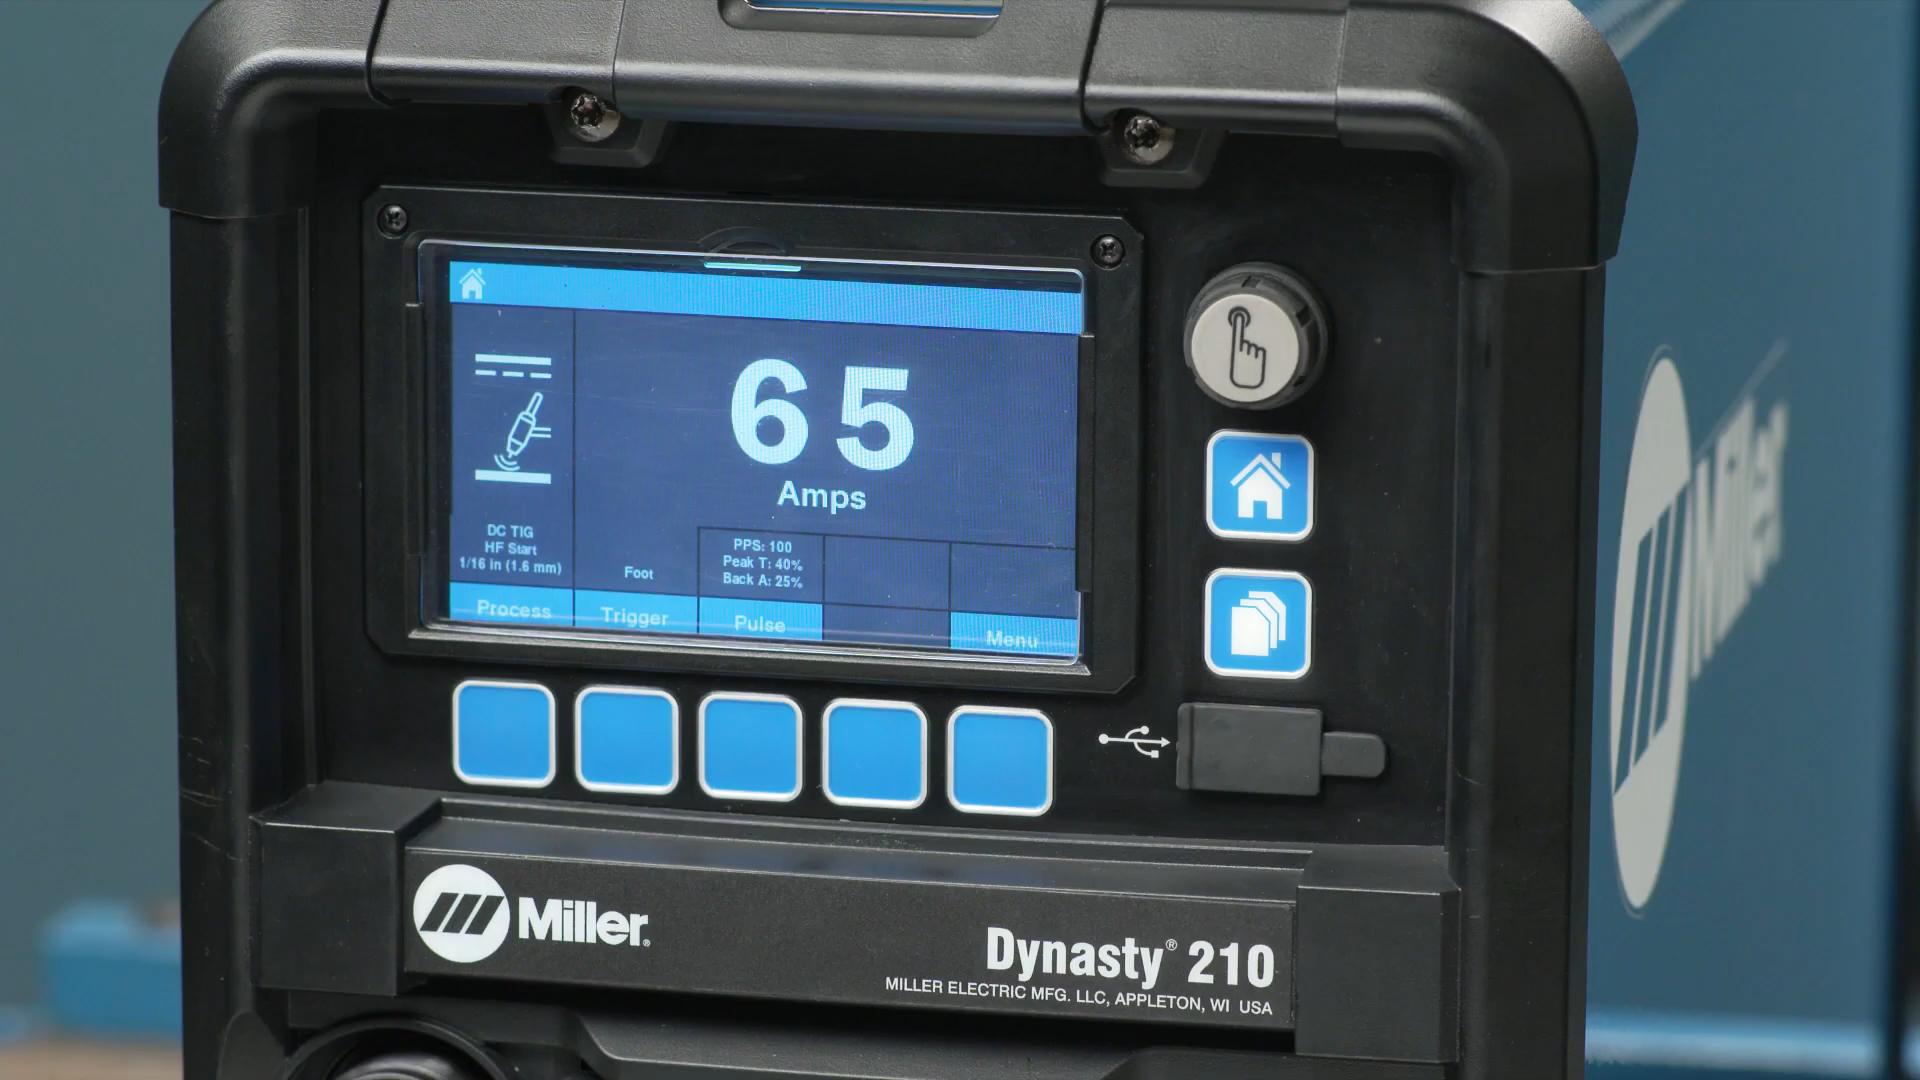 65
Amps
DC TIG
HF Start
1/16 in (1.6 mm)
Foot
PPS: 100
Peak T: 40%
Back A: 25%
Process
Trigger
Pulse
Menu
Miller®
Dynasty® 210
MILLER ELECTRIC MFG. LLC, APPLETON, WI USA
Miller